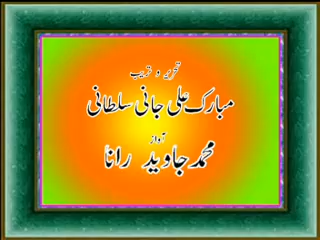 تحریر و ترتیب
مبارک علی جانی سلطانی
آواز
محمد جاوید رانا